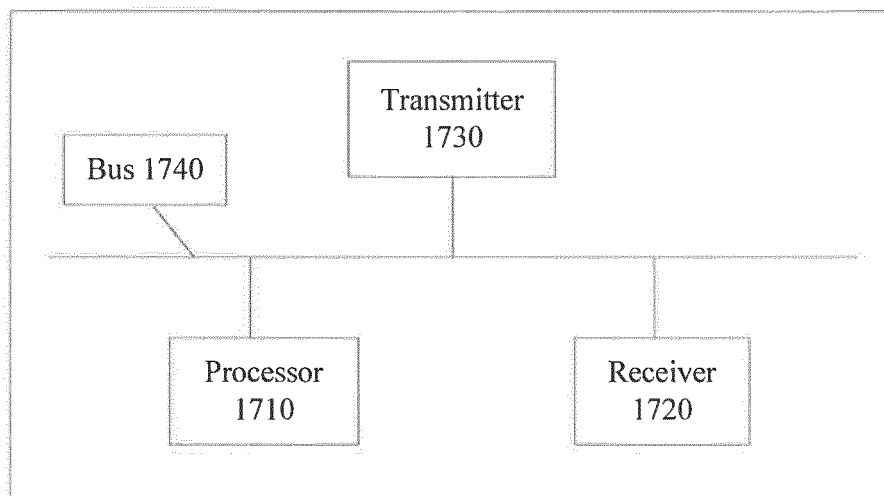 Transmitter
1730
Bus 1740
Processor
1710
Receiver
1720